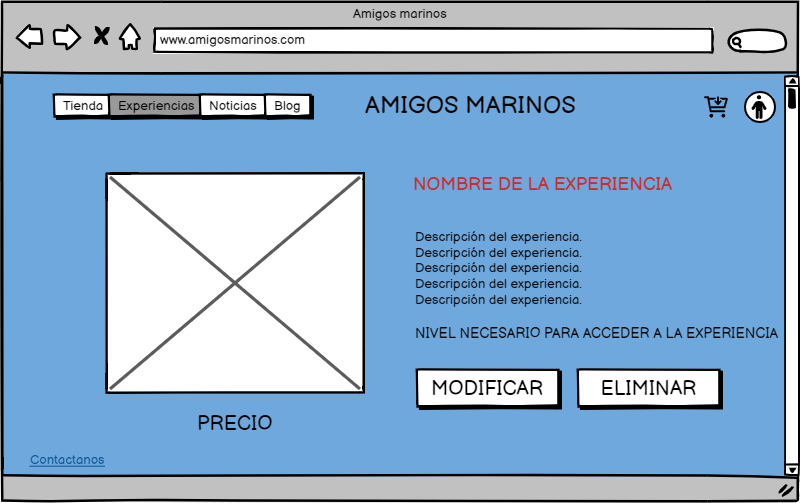 Amigos marinos
www.amigosmarinos.com
Tienda Experiencias Noticias Blog
AMIGOS MARINOS
NOMBRE DE LA EXPERIENCIA
Descripción del experiencia.
Descripción del experiencia.
Descripción del experiencia.
Descripción del experiencia.
Descripción del experiencia.
NIVEL NECESARIO PARA ACCEDER A LA EXPERIENCIA
MODIFICAR ELIMINAR
PRECIO
Contactanos